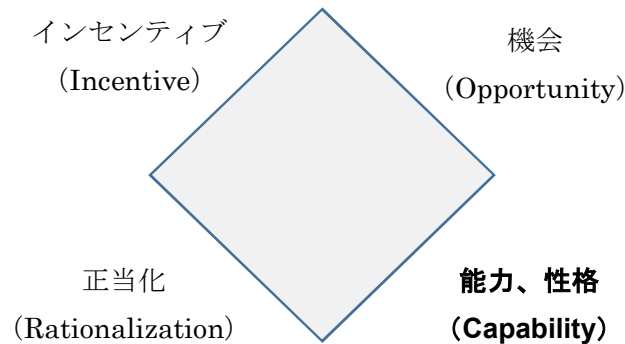 インセンティブ
（Incentive）
機会
（Opportunity）
正当化
（Rationalization）
能力、性格
（Capability）